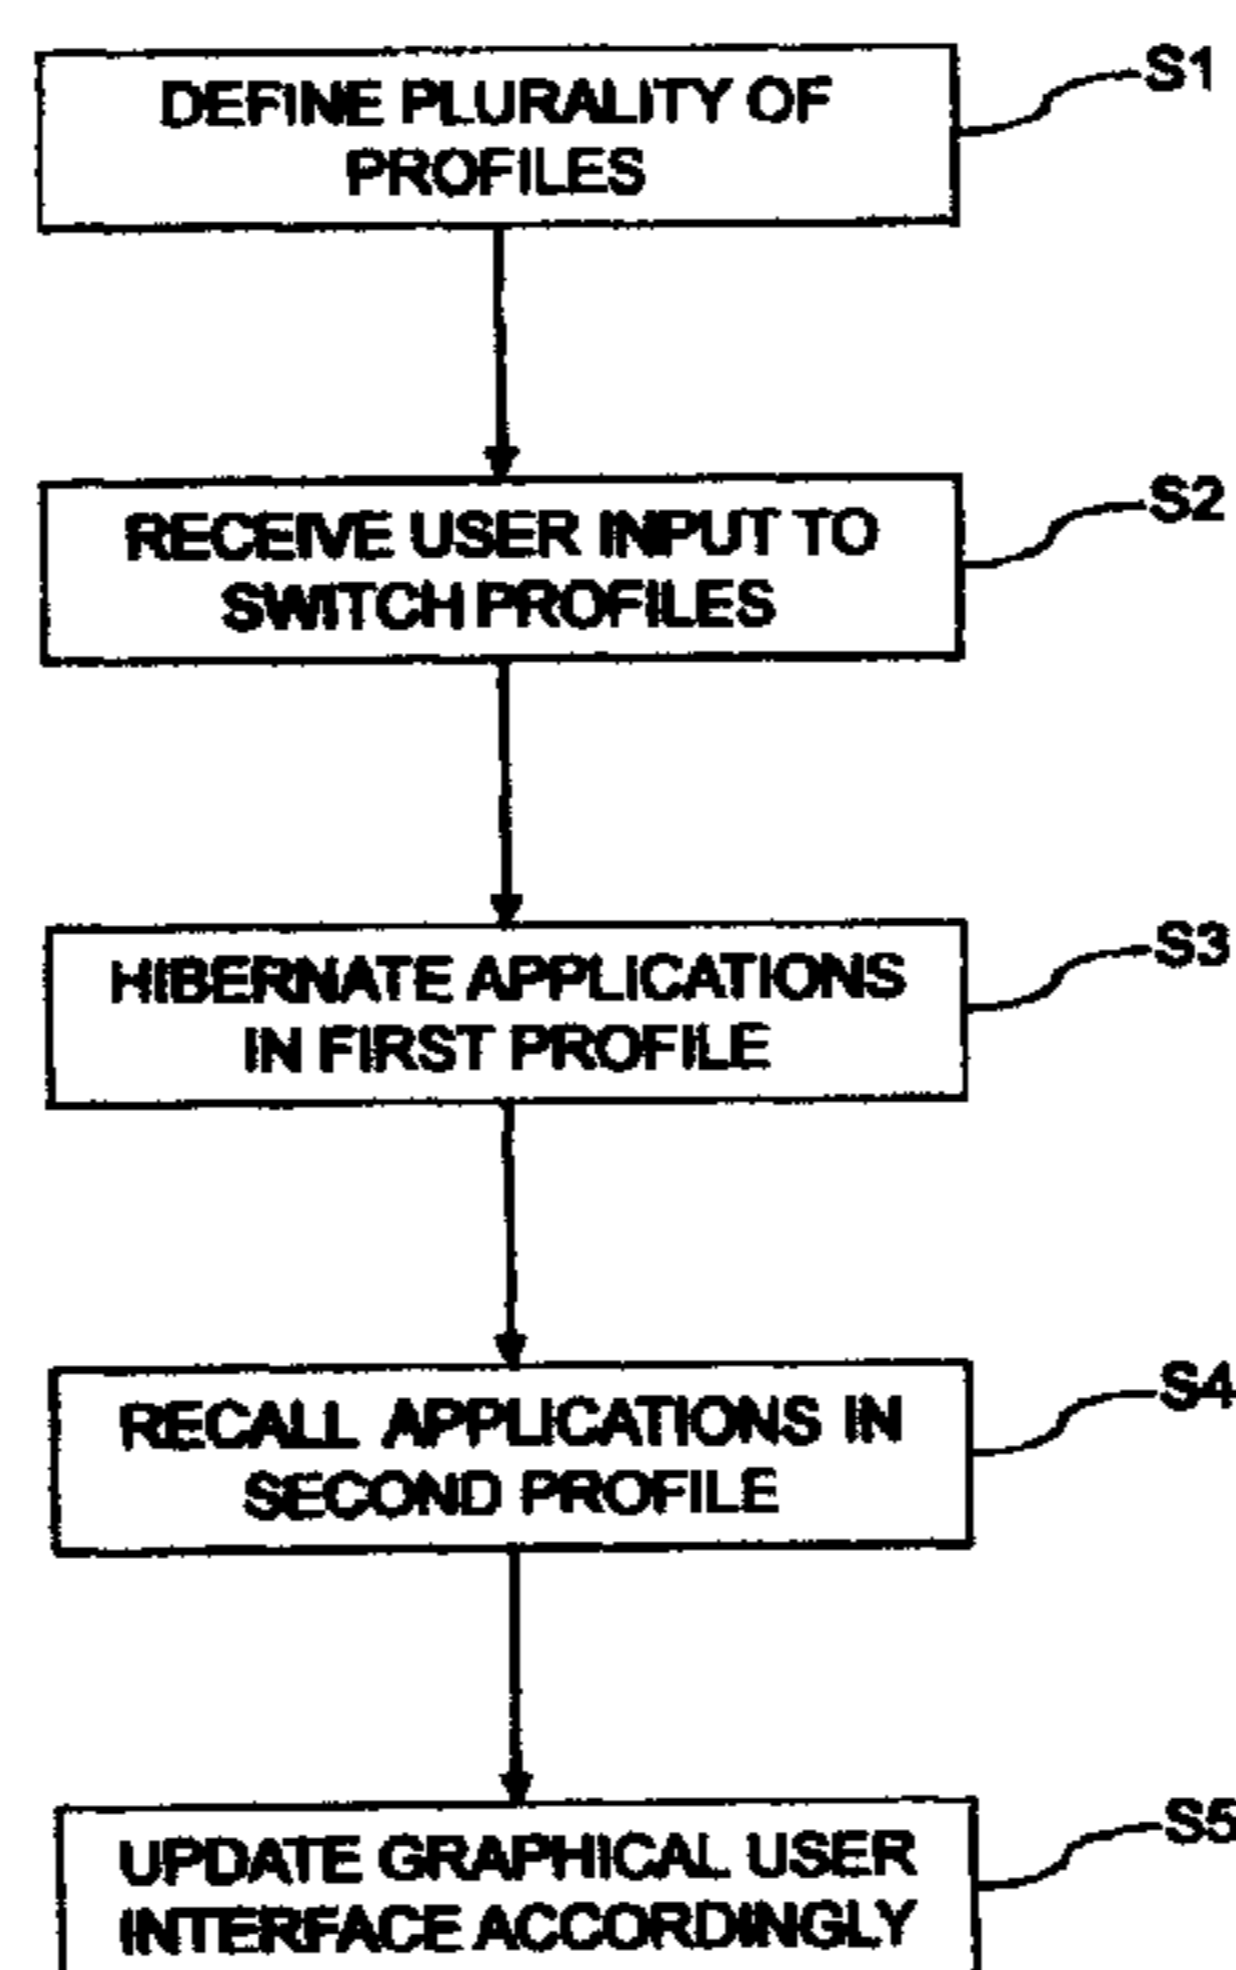 DEFINE PLURALITY OF
PROFILES
S1
RECEIVE USER INPUT TO
SWITCH PROFILES
S2
HIBERNATE APPLICATIONS
IN FIRST PROFILE
S3
RECALL APPLICATIONS IN
SECOND PROFILE
S4
UPDATE GRAPHICAL USER
INTERFACE ACCORDINGLY
S5